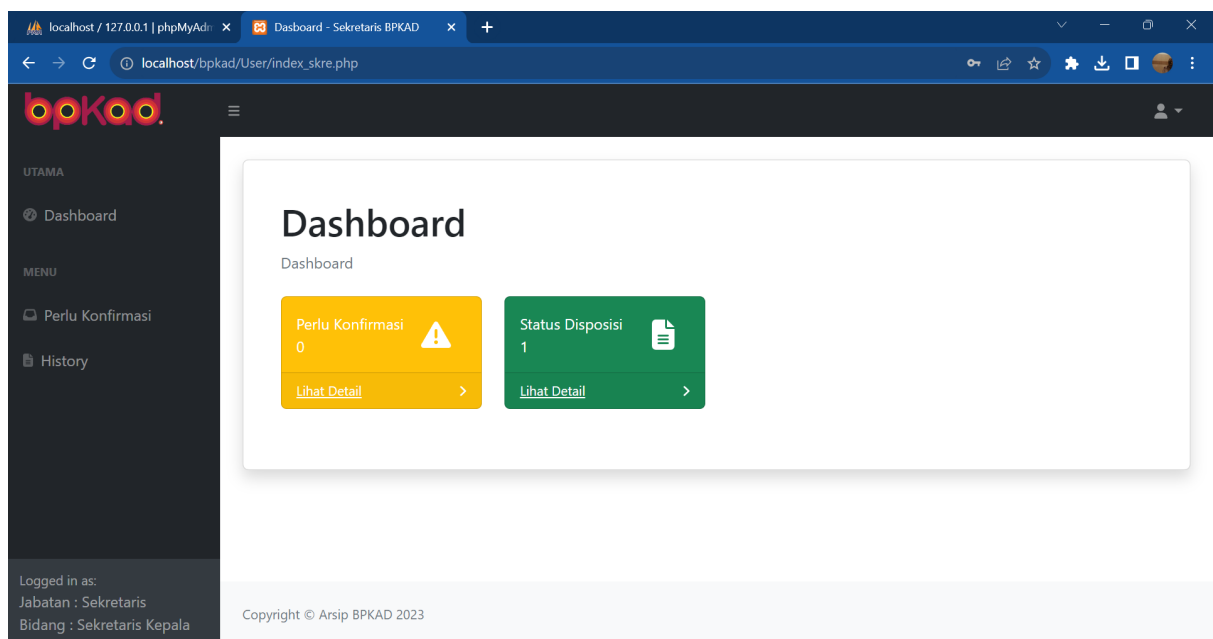 localhost / 127.0.0.1 | phpMyAdm
Dasboard - Sekretaris BPKAD
localhost/bpkad/User/index_skre.php
bpkad.
UTAMA
Dashboard
MENU
Perlu Konfirmasi
History
Dashboard
Dashboard
Perlu Konfirmasi
0
Lihat Detail
Status Disposisi
1
Lihat Detail
Logged in as:
Jabatan : Sekretaris
Bidang : Sekretaris Kepala
Copyright © Arsip BPKAD 2023